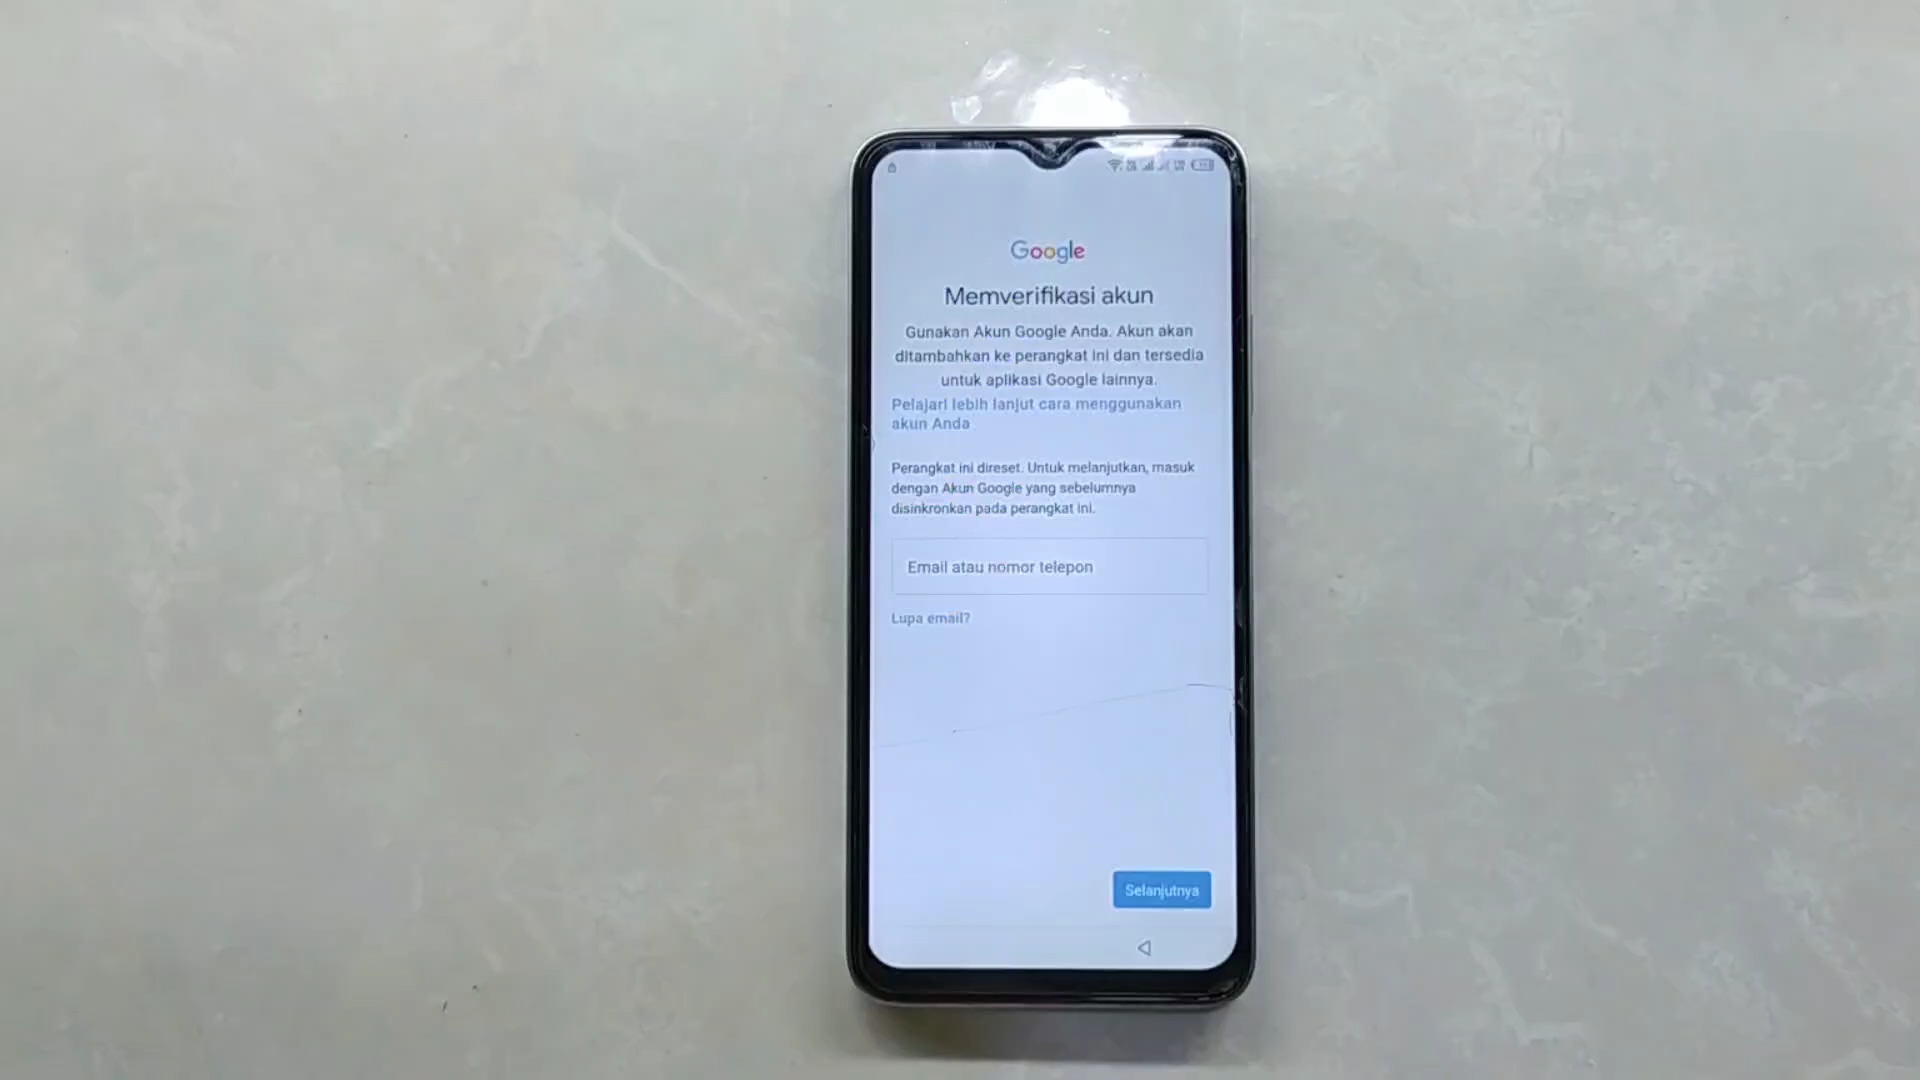 Google
Memverifikasi akun
Gunakan Akun Google Anda. Akun akan
ditambahkan ke perangkat ini dan tersedia
untuk aplikasi Google lainnya.
Pelajari lebih lanjut cara menggunakan
akun Anda
Perangkat ini direset. Untuk melanjutkan, masuk
dengan Akun Google yang sebelumnya
disinkronkan pada perangkat ini.
Email atau nomor telepon
Lupa email?
Selanjutnya